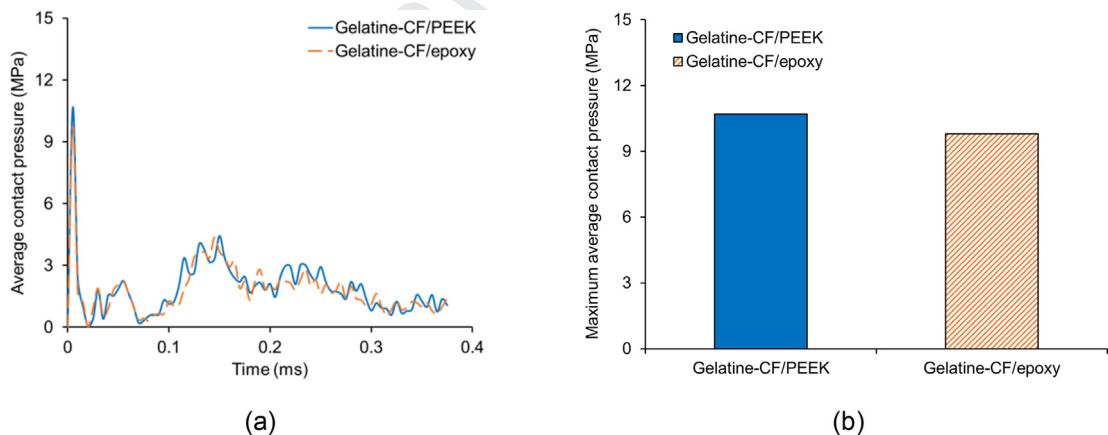 15
12
9
6
3
0
Average contact pressure (MPa)
Gelatine-CF/PEEK
Gelatine-CF/epoxy
0 0.1 0.2 0.3 0.4
Time (ms)
(a)
15
12
9
6
3
0
Maximum average contact pressure (MPa)
Gelatine-CF/PEEK
Gelatine-CF/epoxy
Gelatine-CF/PEEK Gelatine-CF/epoxy
(b)